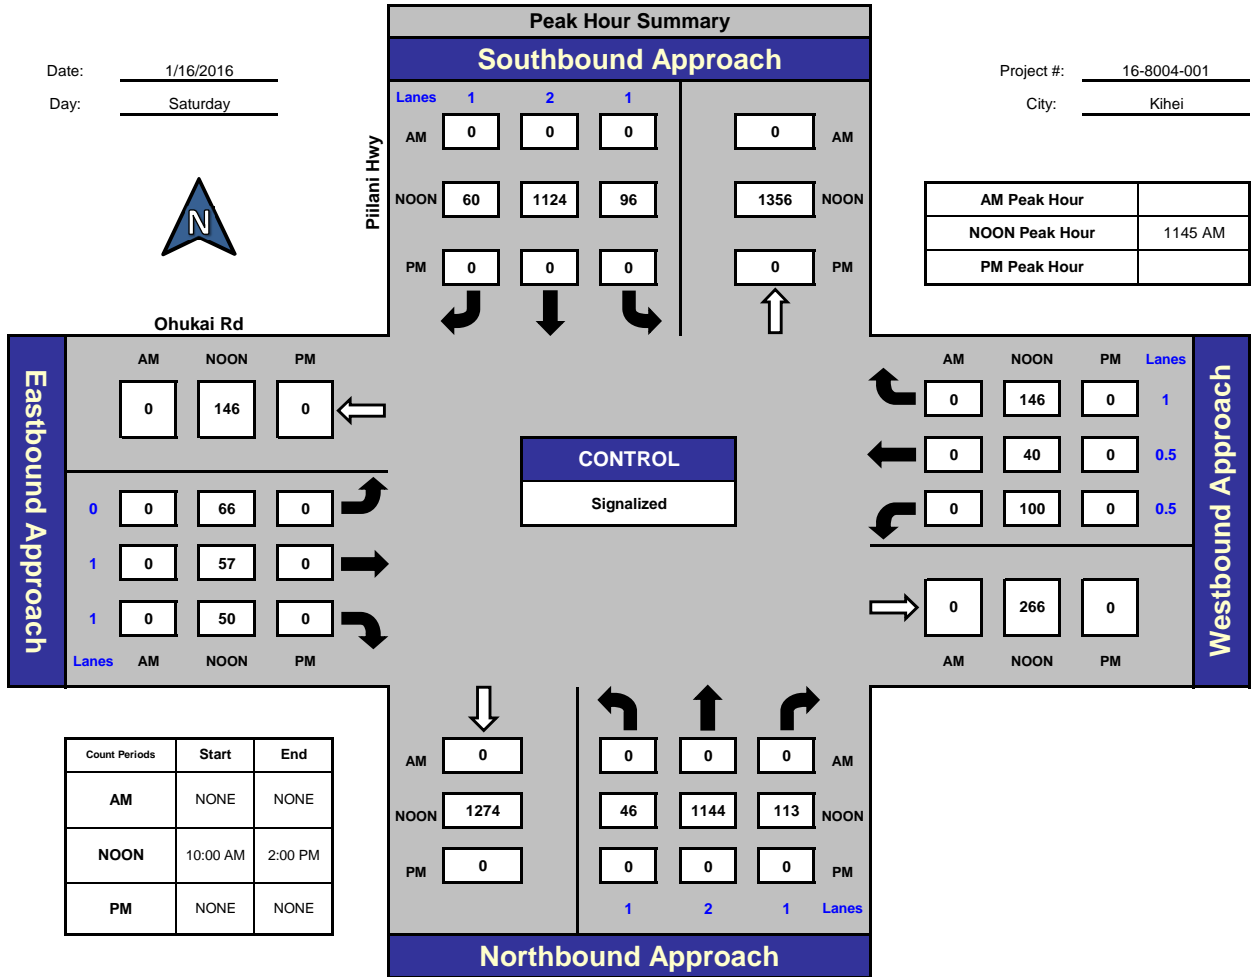 Peak Hour Summary
Southbound Approach
Date: 1/16/2016
Day: Saturday
Project #: 16-8004-001
City: Kihei
N
Piilani Hwy
Lanes 1 2 1
AM 0 0 0 0 AM
NOON 60 1124 96 1356 NOON
PM 0 0 0 0 PM
AM Peak Hour
NOON Peak Hour 1145 AM
PM Peak Hour
Ohukai Rd
Eastbound Approach
AM NOON PM
0 146 0
0 0 66 0
1 0 57 0
1 0 50 0
Lanes AM NOON PM
CONTROL
Signalized
AM NOON PM Lanes
0 146 0 1
0 40 0 0.5
0 100 0 0.5
0 266 0
AM NOON PM
Westbound Approach
Count Periods Start End
AM NONE NONE
NOON 10:00 AM 2:00 PM
PM NONE NONE
AM 0 0 0 0 AM
NOON 1274 46 1144 113 NOON
PM 0 0 0 0 PM
1 2 1 Lanes
Northbound Approach